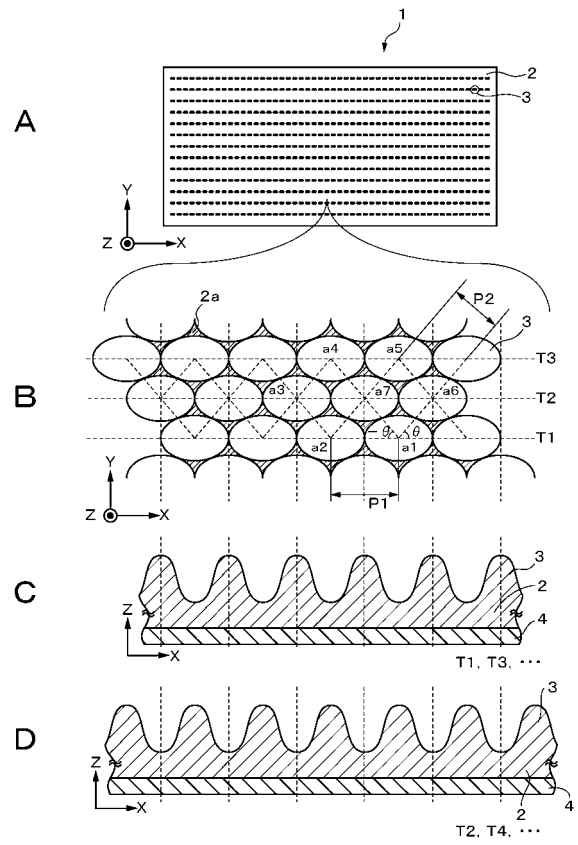 1
A
2
3
Y
Z
X
2a
P2
3
a4
a5
T3
B
a3
a7
a6
T2
-θ
θ
T1
a2
a1
Y
P1
Z
X
C
3
2
Z
4
X
T1, T3, ···
D
3
Z
X
2
4
T2, T4, ···